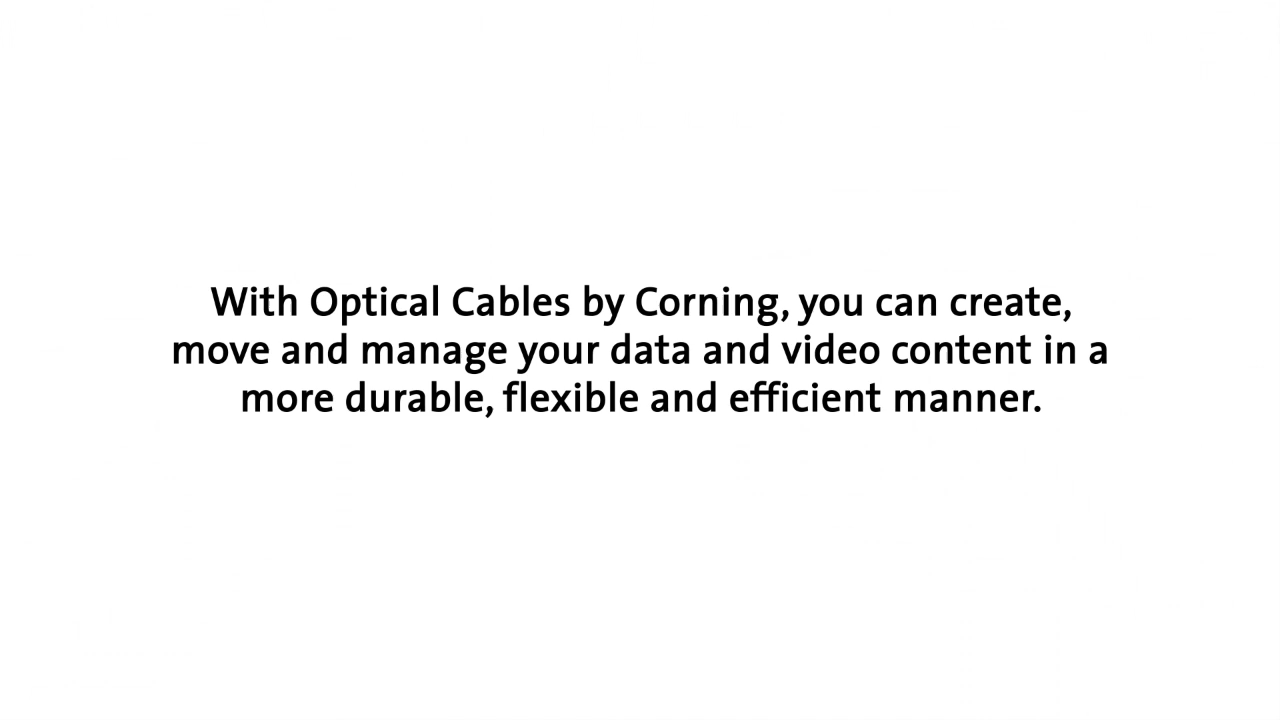 With Optical Cables by Corning, you can create,
move and manage your data and video content in a
more durable, flexible and efficient manner.